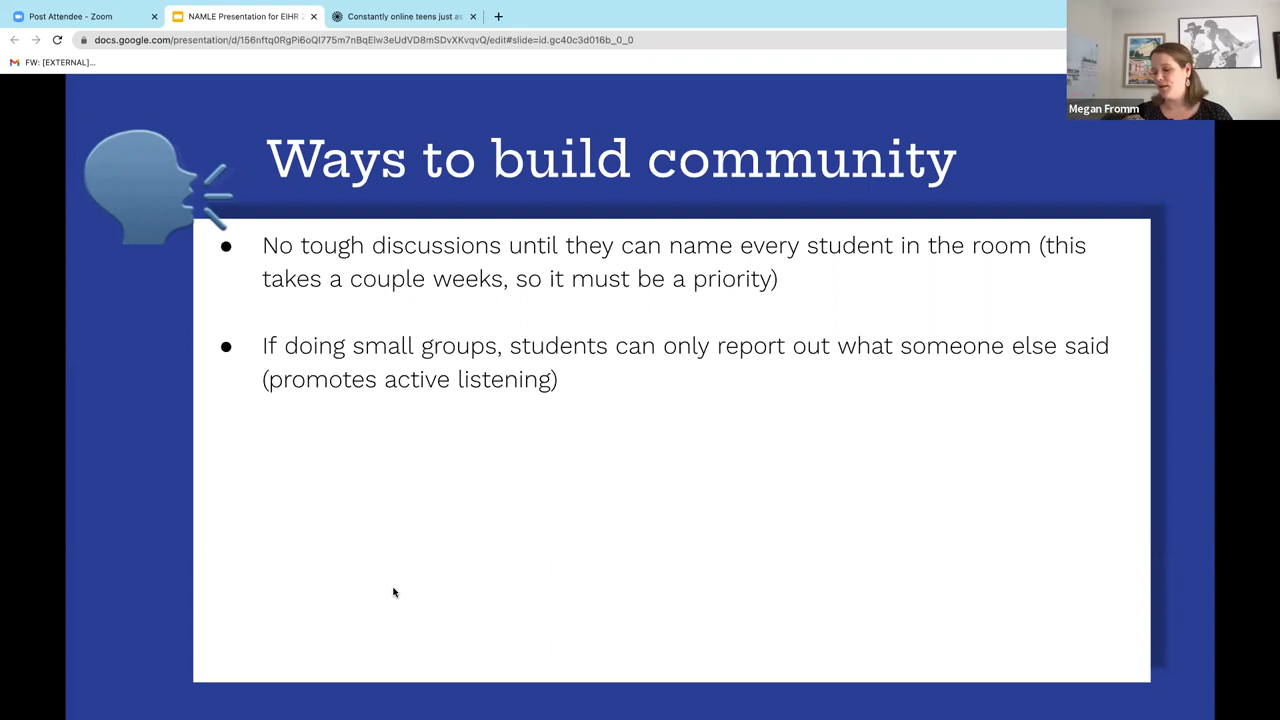 Post Attendee - Zoom
NAMLE Presentation for EIHR 2
Constantly online teens just as
docs.google.com/presentation/d/156nftq0RgPi6oQI775m7nBqEIw3eUdVD8mSDvXKvqvQ/edit#slide=id.gc40c3d016b_0_0
FW: [EXTERNAL]...
Megan Fromm
Ways to build community
● No tough discussions until they can name every student in the room (this
takes a couple weeks, so it must be a priority)
● If doing small groups, students can only report out what someone else said
(promotes active listening)